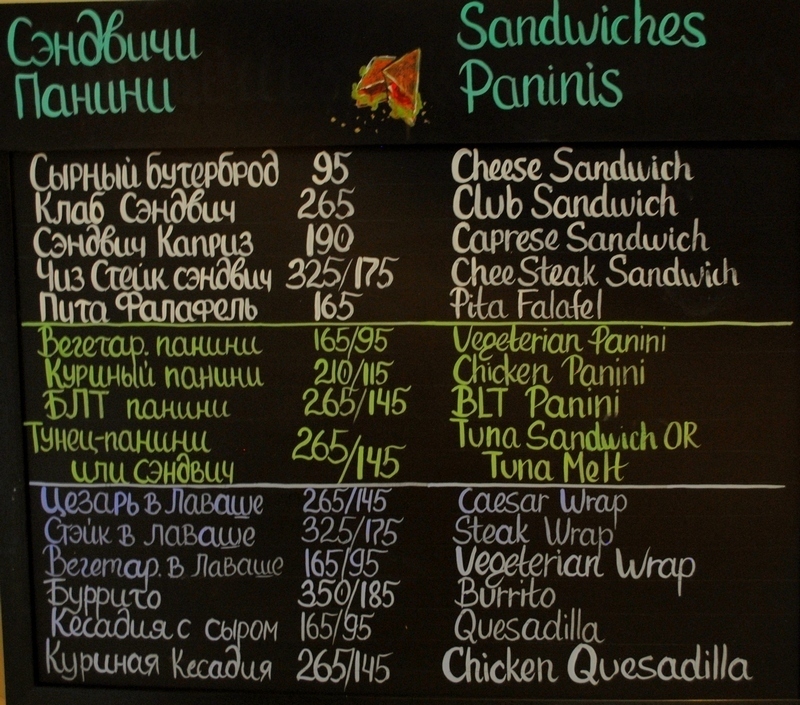 Сэндвичи Sandwiches
Панини Paninis
Сырный бутерброд 95 Cheese Sandwich
Клаб Сэндвич 265 Club Sandwich
Сэндвич Каприз 190 Caprese Sandwich
Чиз Стейк сэндвич 325/175 Chee Steak Sandwich
Пита Фалафель 165 Pita Falafel
Вегетар. панини 165/95 Vegeterian Panini
Куриный панини 210/115 Chicken Panini
БЛТ панини 265/145 BLT Panini
Тунец-панини 265/145 Tuna Sandwich OR
или сэндвич Tuna Melt
Цезарь в Лаваше 265/145 Caesar Wrap
Стэйк в лаваше 325/175 Steak Wrap
Вегетар. в Лаваше 165/95 Vegeterian Wrap
Буррито 350/185 Burrito
Кесадия с сыром 165/95 Quesadilla
Куриная Кесадия 265/145 Chicken Quesadilla